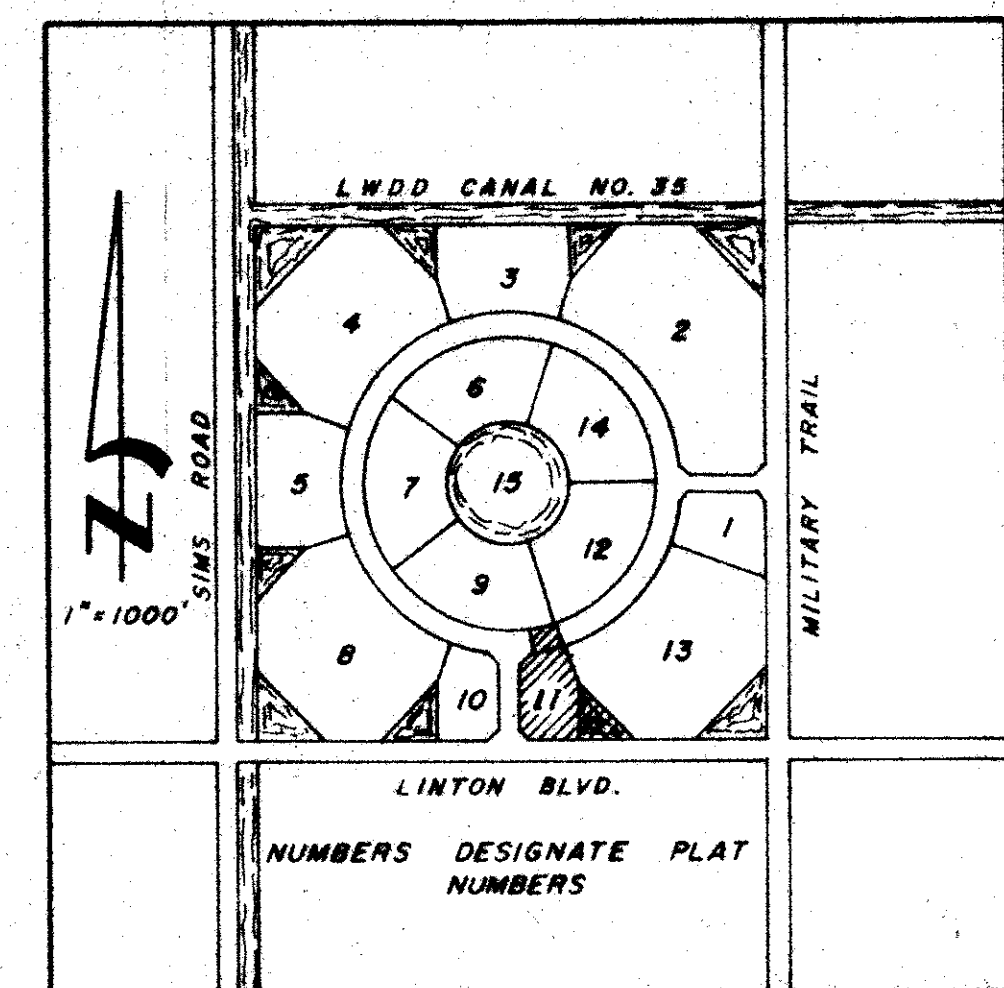 LWDD CANAL NO. 35
3
4
2
6
14
SIMS ROAD
MILITARY TRAIL
5
7
15
1
12
9
N
1"=1000'
8
13
10
11
LINTON BLVD.
NUMBERS DESIGNATE PLAT
NUMBERS